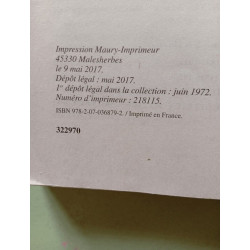 Impression Maury-Imprimeur
45330 Malesherbes
le 9 mai 2017.
Dépôt légal : mai 2017.
1er dépôt légal dans la collection : juin 1972.
Numéro d'imprimeur : 218115.
ISBN 978-2-07-036879-2. / Imprimé en France.
322970